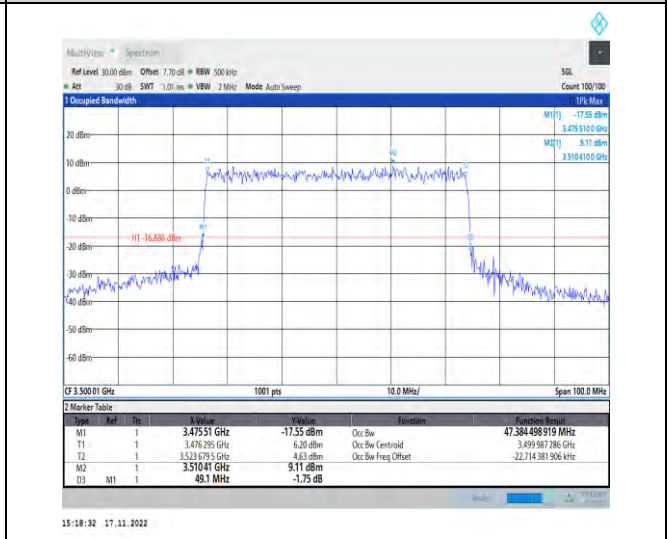 MultiView Spectrum
Ref Level 30.00 dBm Offset 7.70 dB RBW 500 kHz SGL
Att 30 dB SWT 1.01 ms VBW 2 MHz Mode Auto Sweep Count 100/100
1 Occupied Bandwidth 1Pk Max
M1[1] -17.55 dBm
3.475 5100 GHz
M2[1] 9.11 dBm
3.510 4100 GHz
20 dBm
M2
10 dBm
T1
T2
0 dBm
-10 dBm
M1
H1 -16.886 dBm
D3
-20 dBm
-30 dBm
-40 dBm
-50 dBm
-60 dBm
CF 3.500 01 GHz 1001 pts 10.0 MHz/ Span 100.0 MHz
2 Marker Table
Type Ref Trc X-Value Y-Value Function Function Result
M1 1 3.475 51 GHz -17.55 dBm Occ Bw 47.384 498 919 MHz
T1 1 3.476 295 GHz 6.20 dBm Occ Bw Centroid 3.499 987 286 GHz
T2 1 3.523 679 5 GHz 4.63 dBm Occ Bw Freq Offset -22.714 381 906 kHz
M2 1 3.510 41 GHz 9.11 dBm
D3 M1 1 49.1 MHz -1.75 dB
15:18:32 17.11.2022